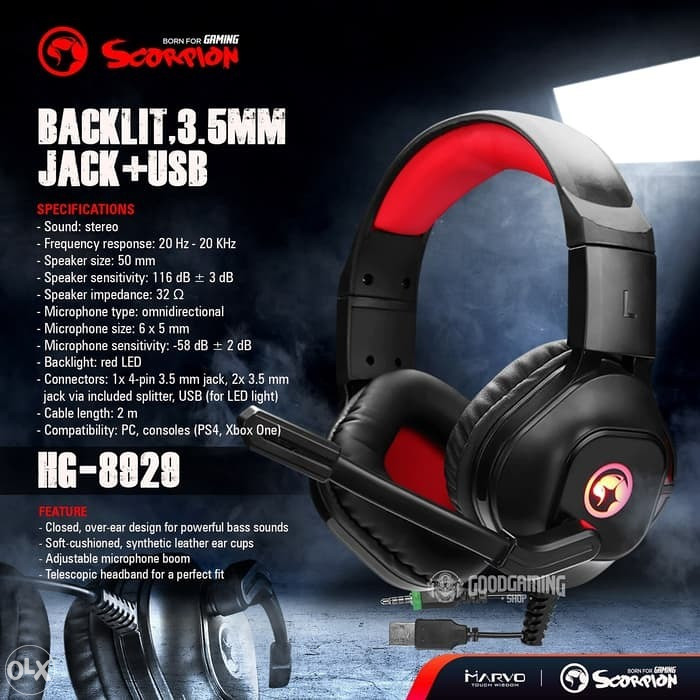 BORN FOR GAMING
SCORPION
BACKLIT,3.5MM
JACK+USB
SPECIFICATIONS
- Sound: stereo
- Frequency response: 20 Hz - 20 KHz
- Speaker size: 50 mm
- Speaker sensitivity: 116 dB ± 3 dB
- Speaker impedance: 32 Ω
- Microphone type: omnidirectional
- Microphone size: 6 x 5 mm
- Microphone sensitivity: -58 dB ± 2 dB
- Backlight: red LED
- Connectors: 1x 4-pin 3.5 mm jack, 2x 3.5 mm
jack via included splitter, USB (for LED light)
- Cable length: 2 m
- Compatibility: PC, consoles (PS4, Xbox One)
L
HG-8929
FEATURE
- Closed, over-ear design for powerful bass sounds
- Soft-cushioned, synthetic leather ear cups
- Adjustable microphone boom
- Telescopic headband for a perfect fit
GOODGAMING
- SHOP -
olx
MARVO
TOUCH WISDOM
BORN FOR GAMING
SCORPION